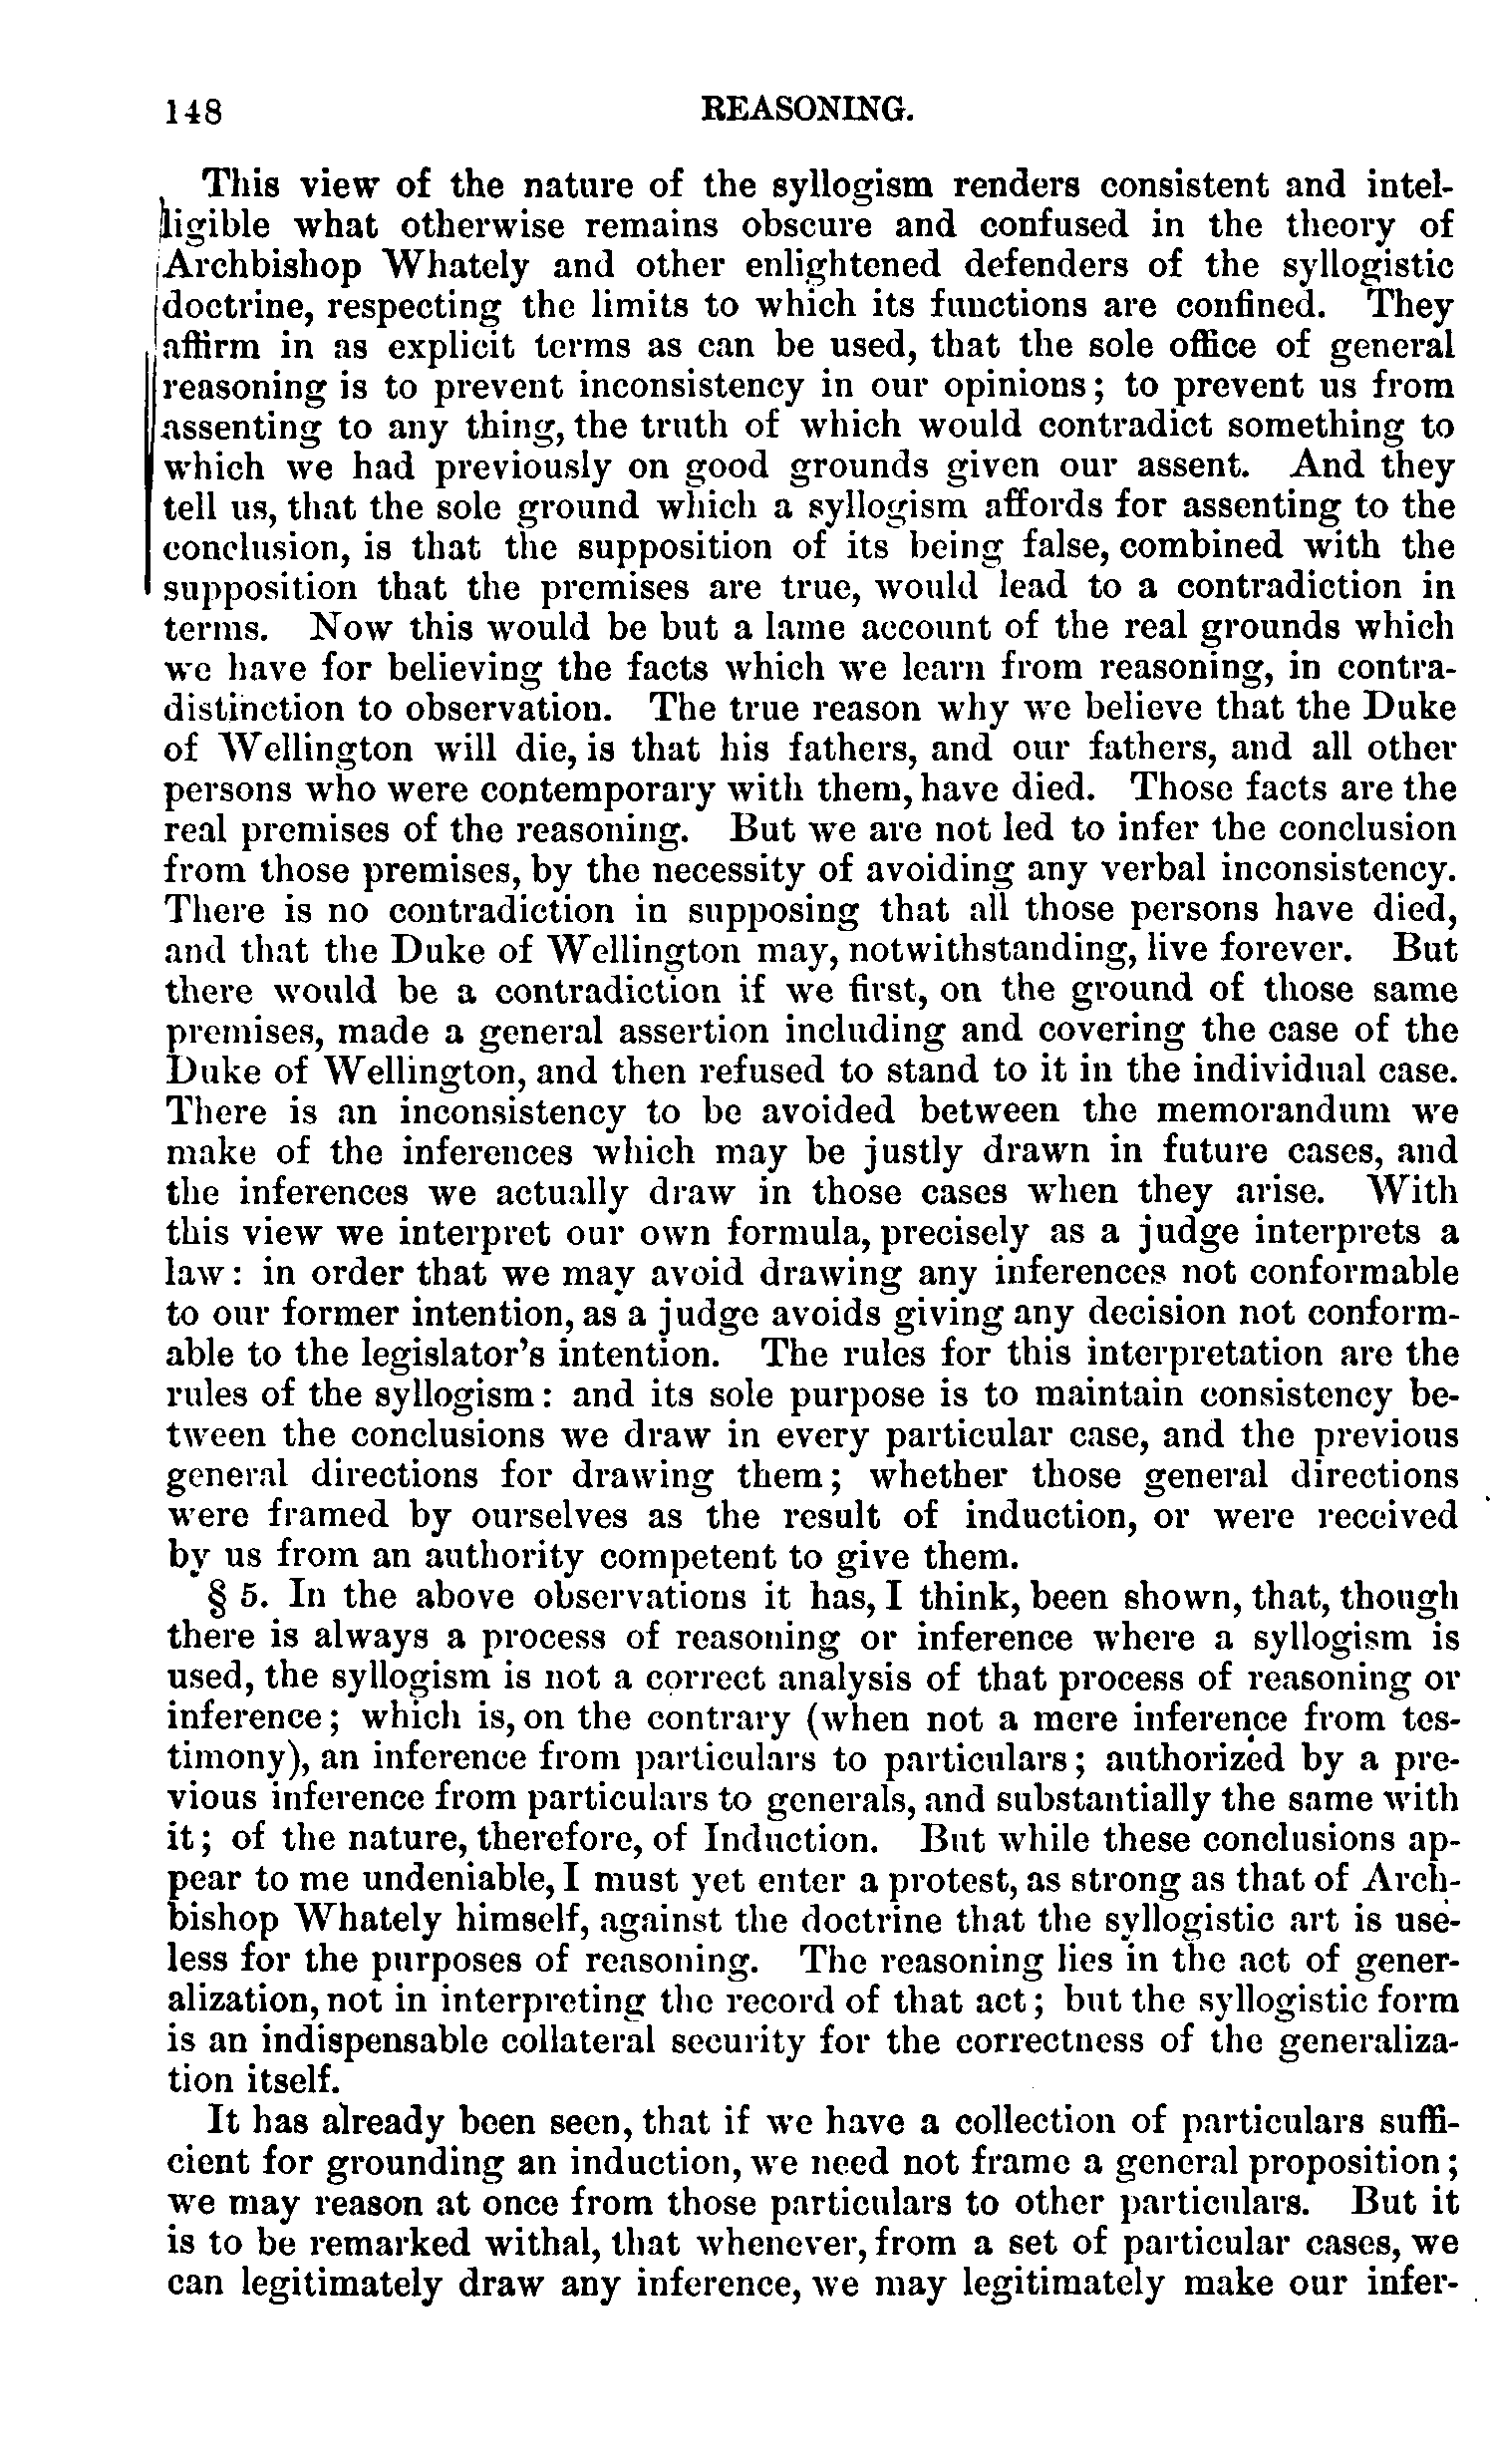 148 REASONING.
This view of the nature of the syllogism renders consistent and intel-
ligible what otherwise remains obscure and confused in the theory of
Archbishop Whately and other enlightened defenders of the syllogistic
doctrine, respecting the limits to which its functions are confined. They
affirm in as explicit terms as can be used, that the sole office of general
reasoning is to prevent inconsistency in our opinions; to prevent us from
assenting to any thing, the truth of which would contradict something to
which we had previously on good grounds given our assent. And they
tell us, that the sole ground which a syllogism affords for assenting to the
conclusion, is that the supposition of its being false, combined with the
supposition that the premises are true, would lead to a contradiction in
terms. Now this would be but a lame account of the real grounds which
we have for believing the facts which we learn from reasoning, in contra-
distinction to observation. The true reason why we believe that the Duke
of Wellington will die, is that his fathers, and our fathers, and all other
persons who were contemporary with them, have died. Those facts are the
real premises of the reasoning. But we are not led to infer the conclusion
from those premises, by the necessity of avoiding any verbal inconsistency.
There is no contradiction in supposing that all those persons have died,
and that the Duke of Wellington may, notwithstanding, live forever. But
there would be a contradiction if we first, on the ground of those same
premises, made a general assertion including and covering the case of the
Duke of Wellington, and then refused to stand to it in the individual case.
There is an inconsistency to be avoided between the memorandum we
make of the inferences which may be justly drawn in future cases, and
the inferences we actually draw in those cases when they arise. With
this view we interpret our own formula, precisely as a judge interprets a
law: in order that we may avoid drawing any inferences not conformable
to our former intention, as a judge avoids giving any decision not conform-
able to the legislator's intention. The rules for this interpretation are the
rules of the syllogism: and its sole purpose is to maintain consistency be-
tween the conclusions we draw in every particular case, and the previous
general directions for drawing them; whether those general directions
were framed by ourselves as the result of induction, or were received
by us from an authority competent to give them.
§ 5. In the above observations it has, I think, been shown, that, though
there is always a process of reasoning or inference where a syllogism is
used, the syllogism is not a correct analysis of that process of reasoning or
inference; which is, on the contrary (when not a mere inference from tes-
timony), an inference from particulars to particulars; authorized by a pre-
vious inference from particulars to generals, and substantially the same with
it; of the nature, therefore, of Induction. But while these conclusions ap-
pear to me undeniable, I must yet enter a protest, as strong as that of Arch-
bishop Whately himself, against the doctrine that the syllogistic art is use-
less for the purposes of reasoning. The reasoning lies in the act of gener-
alization, not in interpreting the record of that act; but the syllogistic form
is an indispensable collateral security for the correctness of the generaliza-
tion itself.
It has already been seen, that if we have a collection of particulars suffi-
cient for grounding an induction, we need not frame a general proposition;
we may reason at once from those particulars to other particulars. But it
is to be remarked withal, that whenever, from a set of particular cases, we
can legitimately draw any inference, we may legitimately make our infer-